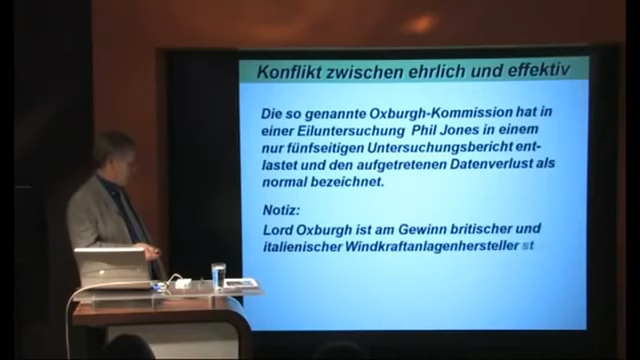 Konflikt zwischen ehrlich und effektiv
Die so genannte Oxburgh-Kommission hat in
einer Eiluntersuchung Phil Jones in einem
nur fünfseitigen Untersuchungsbericht ent-
lastet und den aufgetretenen Datenverlust als
normal bezeichnet.
Notiz:
Lord Oxburgh ist am Gewinn britischer und
italienischer Windkraftanlagenhersteller st